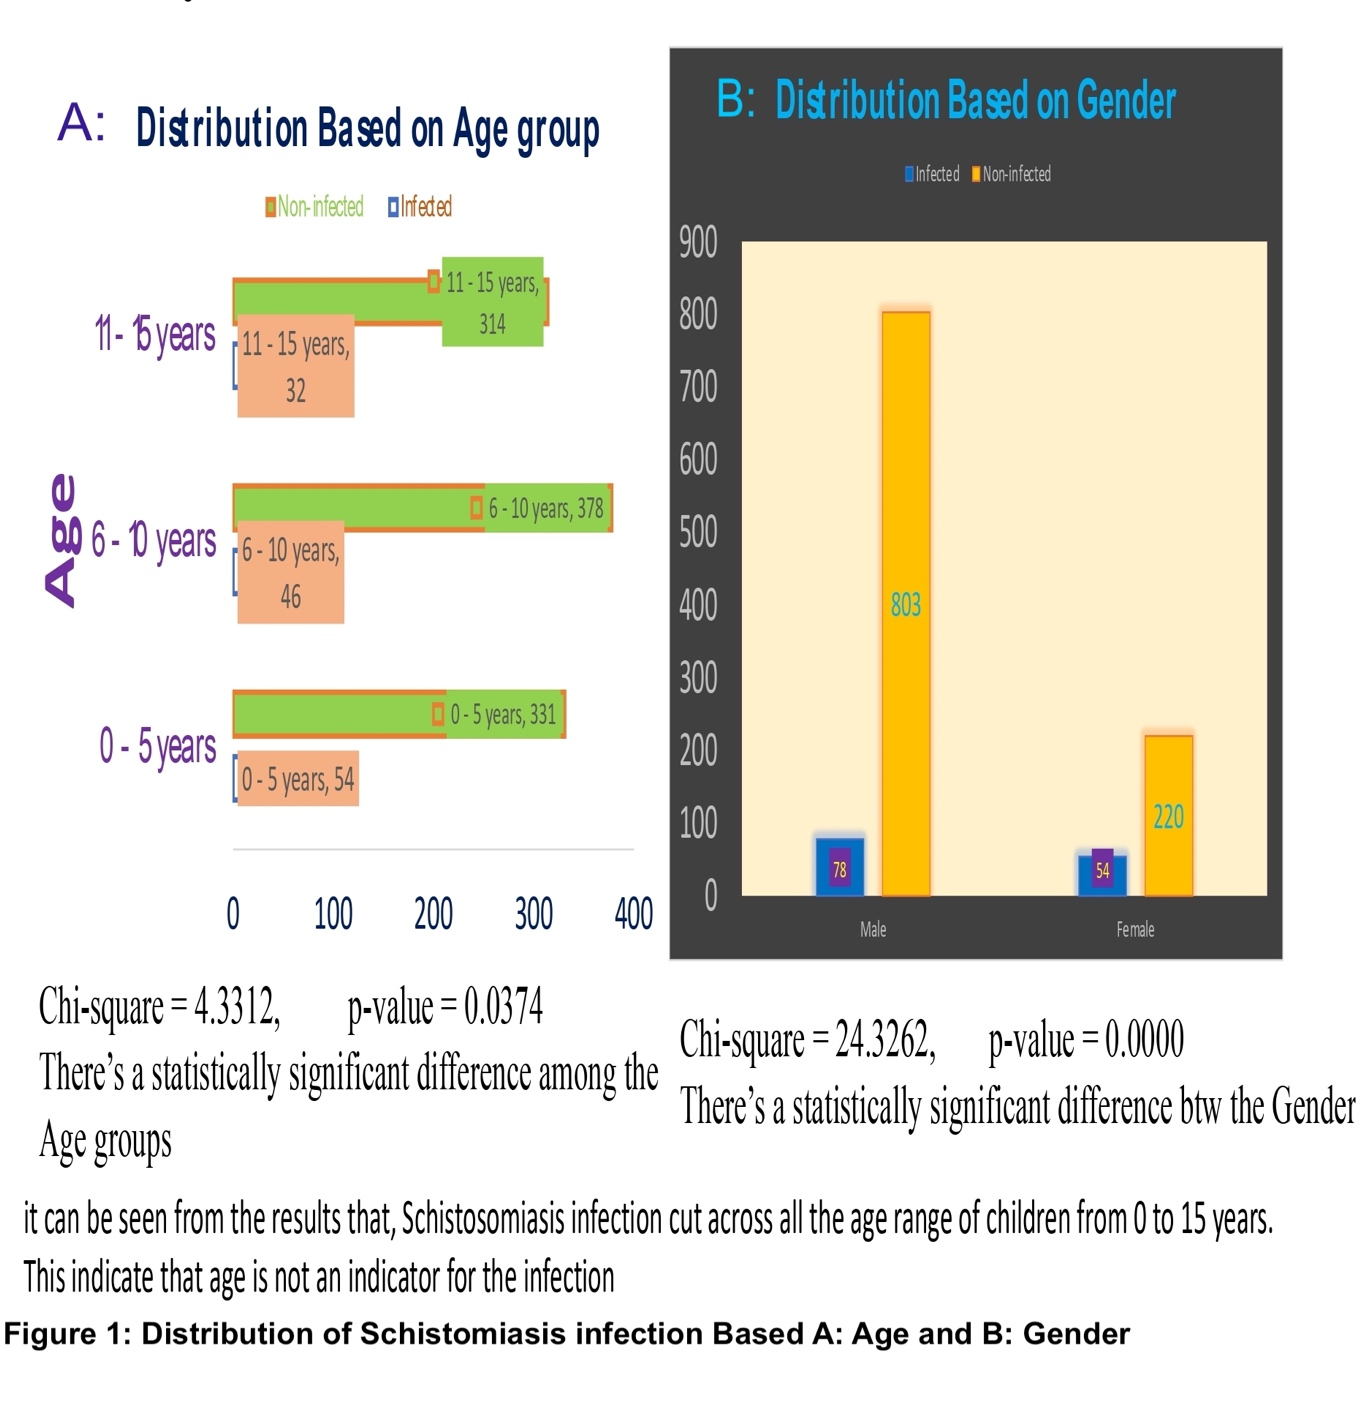 A: Distribution Based on Age group
Non-infected Infected
11 - 15 years
11 - 15 years,
314
11 - 15 years,
32
Age
6 - 10 years
6 - 10 years, 378
6 - 10 years,
46
0 - 5 years
0 - 5 years, 331
0 - 5 years, 54
0 100 200 300 400
Chi-square = 4.3312, p-value = 0.0374
There’s a statistically significant difference among the
Age groups
B: Distribution Based on Gender
Infected Non-infected
900
800
700
600
500
400
300
200
100
0
78
803
54
220
Male Female
Chi-square = 24.3262, p-value = 0.0000
There’s a statistically significant difference btw the Gender
it can be seen from the results that, Schistosomiasis infection cut across all the age range of children from 0 to 15 years.
This indicate that age is not an indicator for the infection
Figure 1: Distribution of Schistomiasis infection Based A: Age and B: Gender